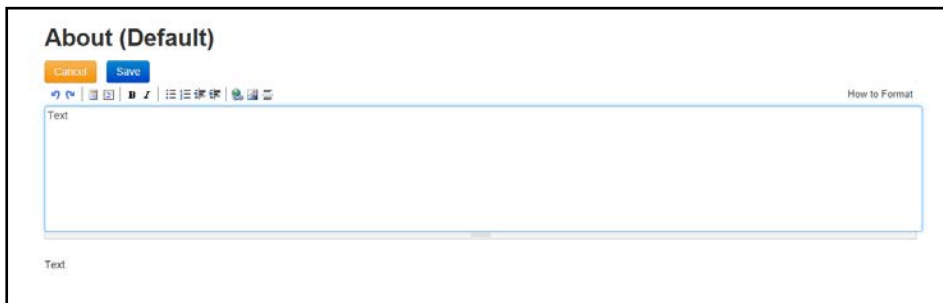 About (Default)
Cancel Save
B I How to Format
Text
Text